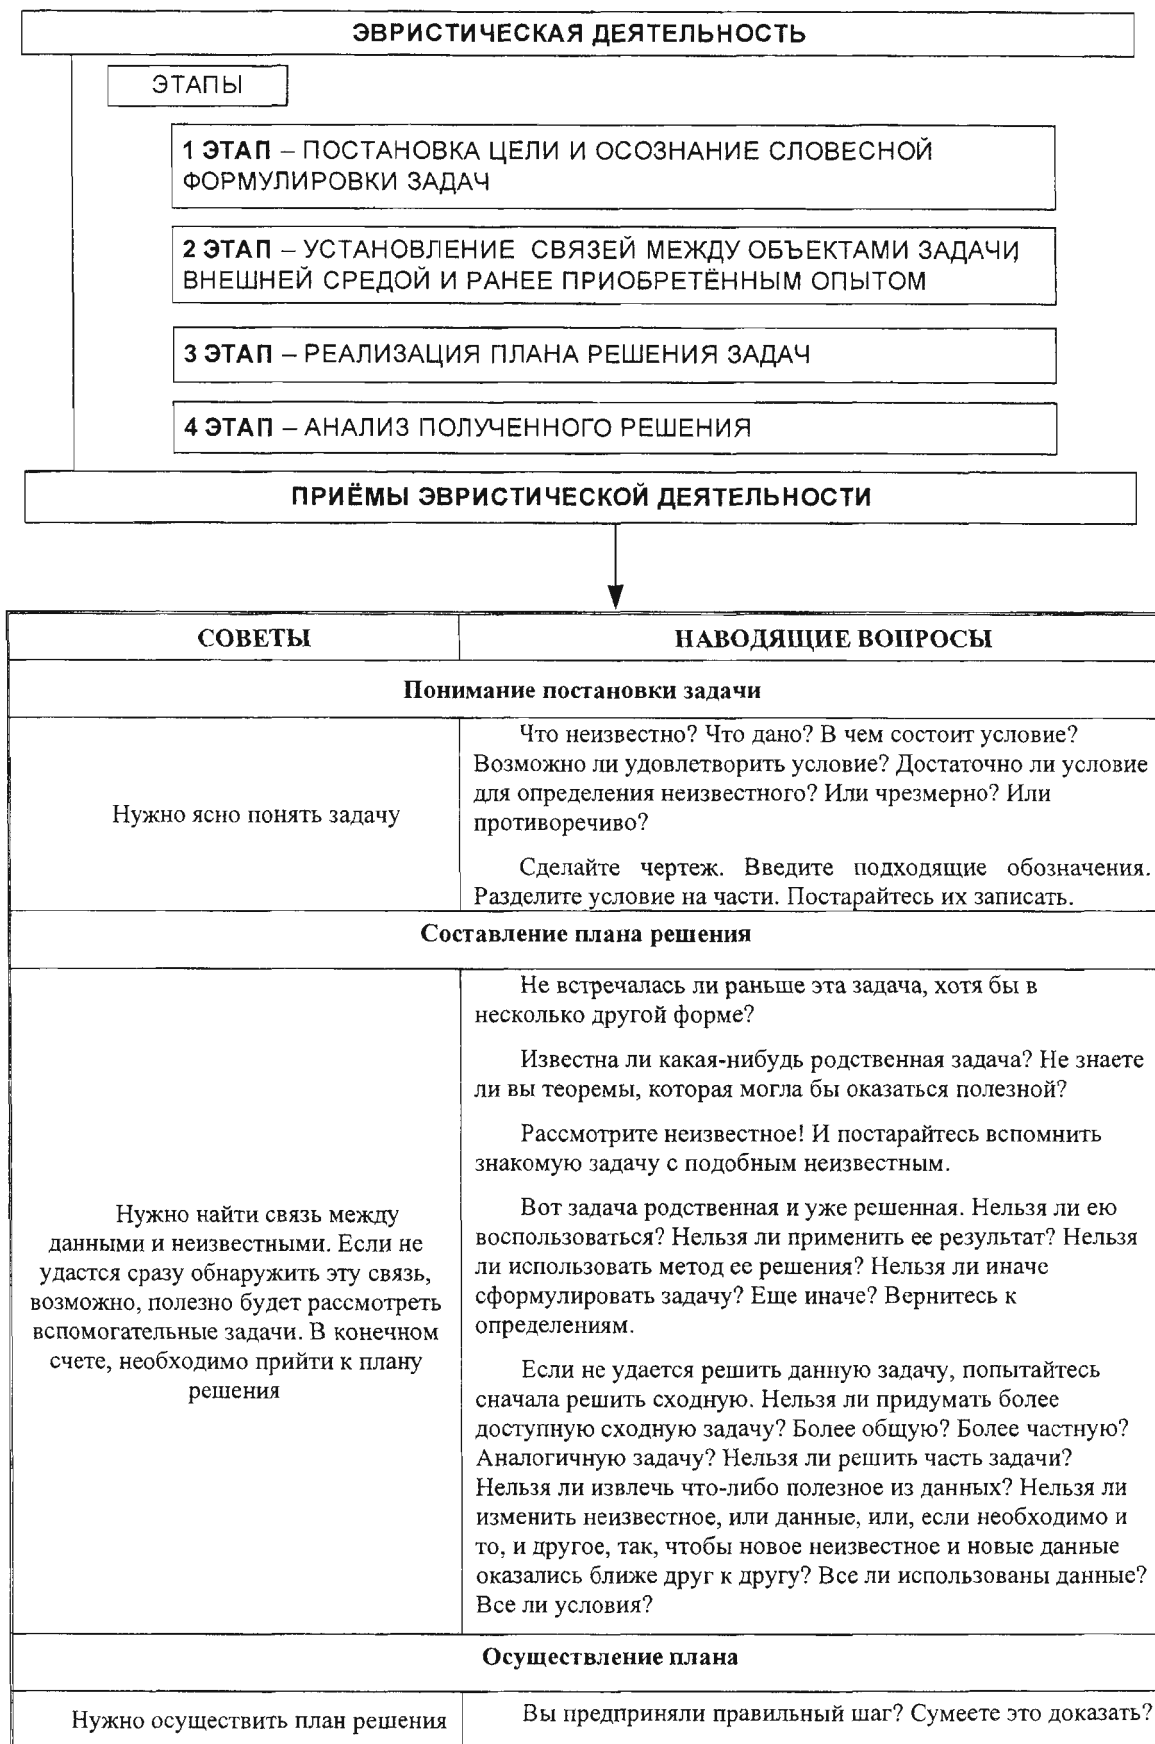 ЭВРИСТИЧЕСКАЯ ДЕЯТЕЛЬНОСТЬ
ЭТАПЫ
1 ЭТАП – ПОСТАНОВКА ЦЕЛИ И ОСОЗНАНИЕ СЛОВЕСНОЙ
ФОРМУЛИРОВКИ ЗАДАЧ
2 ЭТАП – УСТАНОВЛЕНИЕ СВЯЗЕЙ МЕЖДУ ОБЪЕКТАМИ ЗАДАЧИ,
ВНЕШНЕЙ СРЕДОЙ И РАНЕЕ ПРИОБРЕТЁННЫМ ОПЫТОМ
3 ЭТАП – РЕАЛИЗАЦИЯ ПЛАНА РЕШЕНИЯ ЗАДАЧ
4 ЭТАП – АНАЛИЗ ПОЛУЧЕННОГО РЕШЕНИЯ
ПРИЁМЫ ЭВРИСТИЧЕСКОЙ ДЕЯТЕЛЬНОСТИ
СОВЕТЫ
НАВОДЯЩИЕ ВОПРОСЫ
Понимание постановки задачи
Нужно ясно понять задачу
Что неизвестно? Что дано? В чем состоит условие?
Возможно ли удовлетворить условие? Достаточно ли условие
для определения неизвестного? Или чрезмерно? Или
противоречиво?
Сделайте чертеж. Введите подходящие обозначения.
Разделите условие на части. Постарайтесь их записать.
Составление плана решения
Нужно найти связь между
данными и неизвестными. Если не
удастся сразу обнаружить эту связь,
возможно, полезно будет рассмотреть
вспомогательные задачи. В конечном
счете, необходимо прийти к плану
решения
Не встречалась ли раньше эта задача, хотя бы в
несколько другой форме?
Известна ли какая-нибудь родственная задача? Не знаете
ли вы теоремы, которая могла бы оказаться полезной?
Рассмотрите неизвестное! И постарайтесь вспомнить
знакомую задачу с подобным неизвестным.
Вот задача родственная и уже решенная. Нельзя ли ею
воспользоваться? Нельзя ли применить ее результат? Нельзя
ли использовать метод ее решения? Нельзя ли иначе
сформулировать задачу? Еще иначе? Вернитесь к
определениям.
Если не удается решить данную задачу, попытайтесь
сначала решить сходную. Нельзя ли придумать более
доступную сходную задачу? Более общую? Более частную?
Аналогичную задачу? Нельзя ли решить часть задачи?
Нельзя ли извлечь что-либо полезное из данных? Нельзя ли
изменить неизвестное, или данные, или, если необходимо и
то, и другое, так, чтобы новое неизвестное и новые данные
оказались ближе друг к другу? Все ли использованы данные?
Все ли условия?
Осуществление плана
Нужно осуществить план решения
Вы предприняли правильный шаг? Сумеете это доказать?